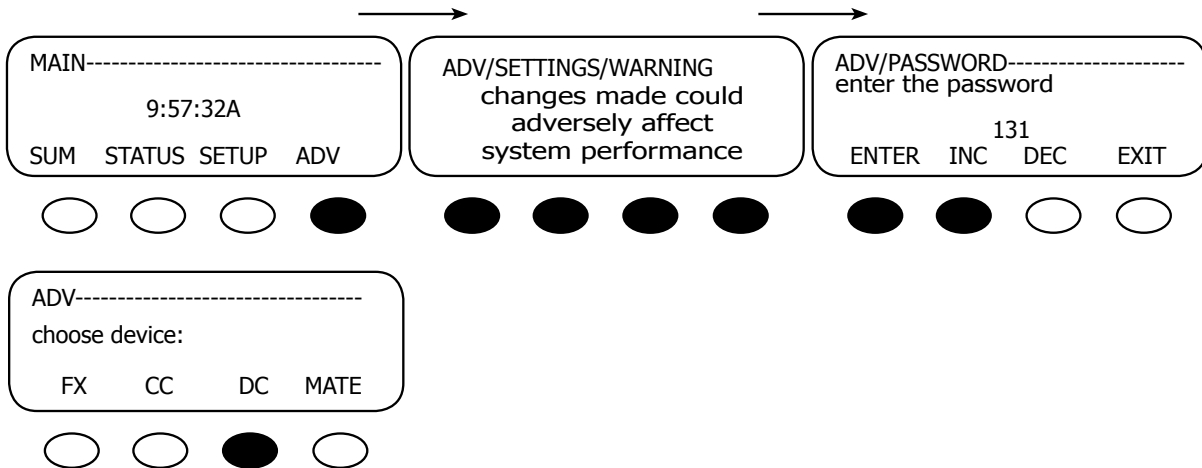 MAIN-----------------------------------
9:57:32A
SUM STATUS SETUP ADV
ADV/SETTINGS/WARNING
changes made could
adversely affect
system performance
ADV/PASSWORD---------------------
enter the password
131
ENTER INC DEC EXIT
ADV----------------------------------
choose device:
FX CC DC MATE